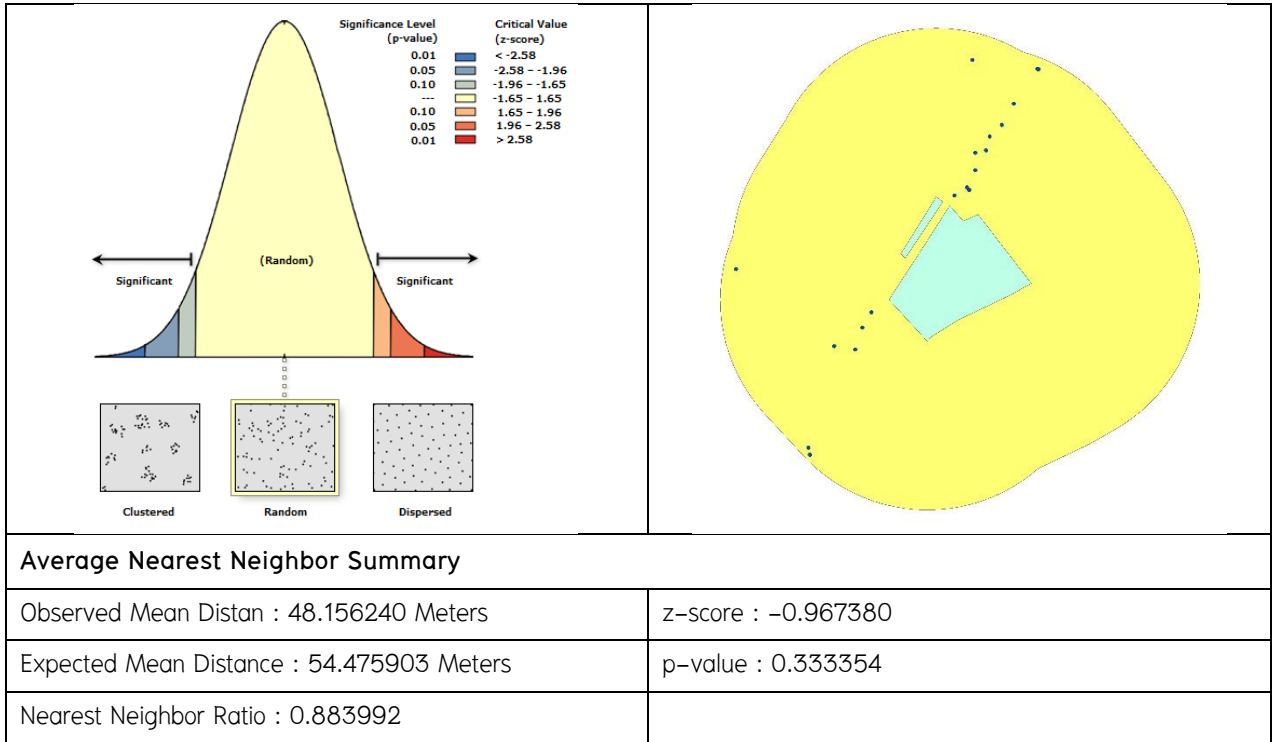 Significance Level Critical Value
(p-value) (z-score)
0.01 < -2.58
0.05 -2.58 - -1.96
0.10 -1.96 - -1.65
--- -1.65 - 1.65
0.10 1.65 - 1.96
0.05 1.96 - 2.58
0.01 > 2.58
(Random)
Significant Significant
Clustered Random Dispersed
Average Nearest Neighbor Summary
Observed Mean Distan : 48.156240 Meters
z-score : -0.967380
Expected Mean Distance : 54.475903 Meters
p-value : 0.333354
Nearest Neighbor Ratio : 0.883992